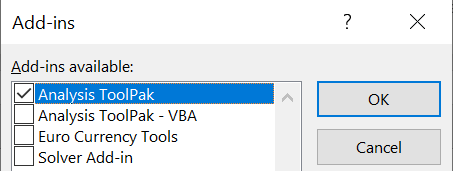 Add-ins
?
Add-ins available:
Analysis ToolPak
OK
Analysis ToolPak - VBA
Euro Currency Tools
Cancel
Solver Add-in